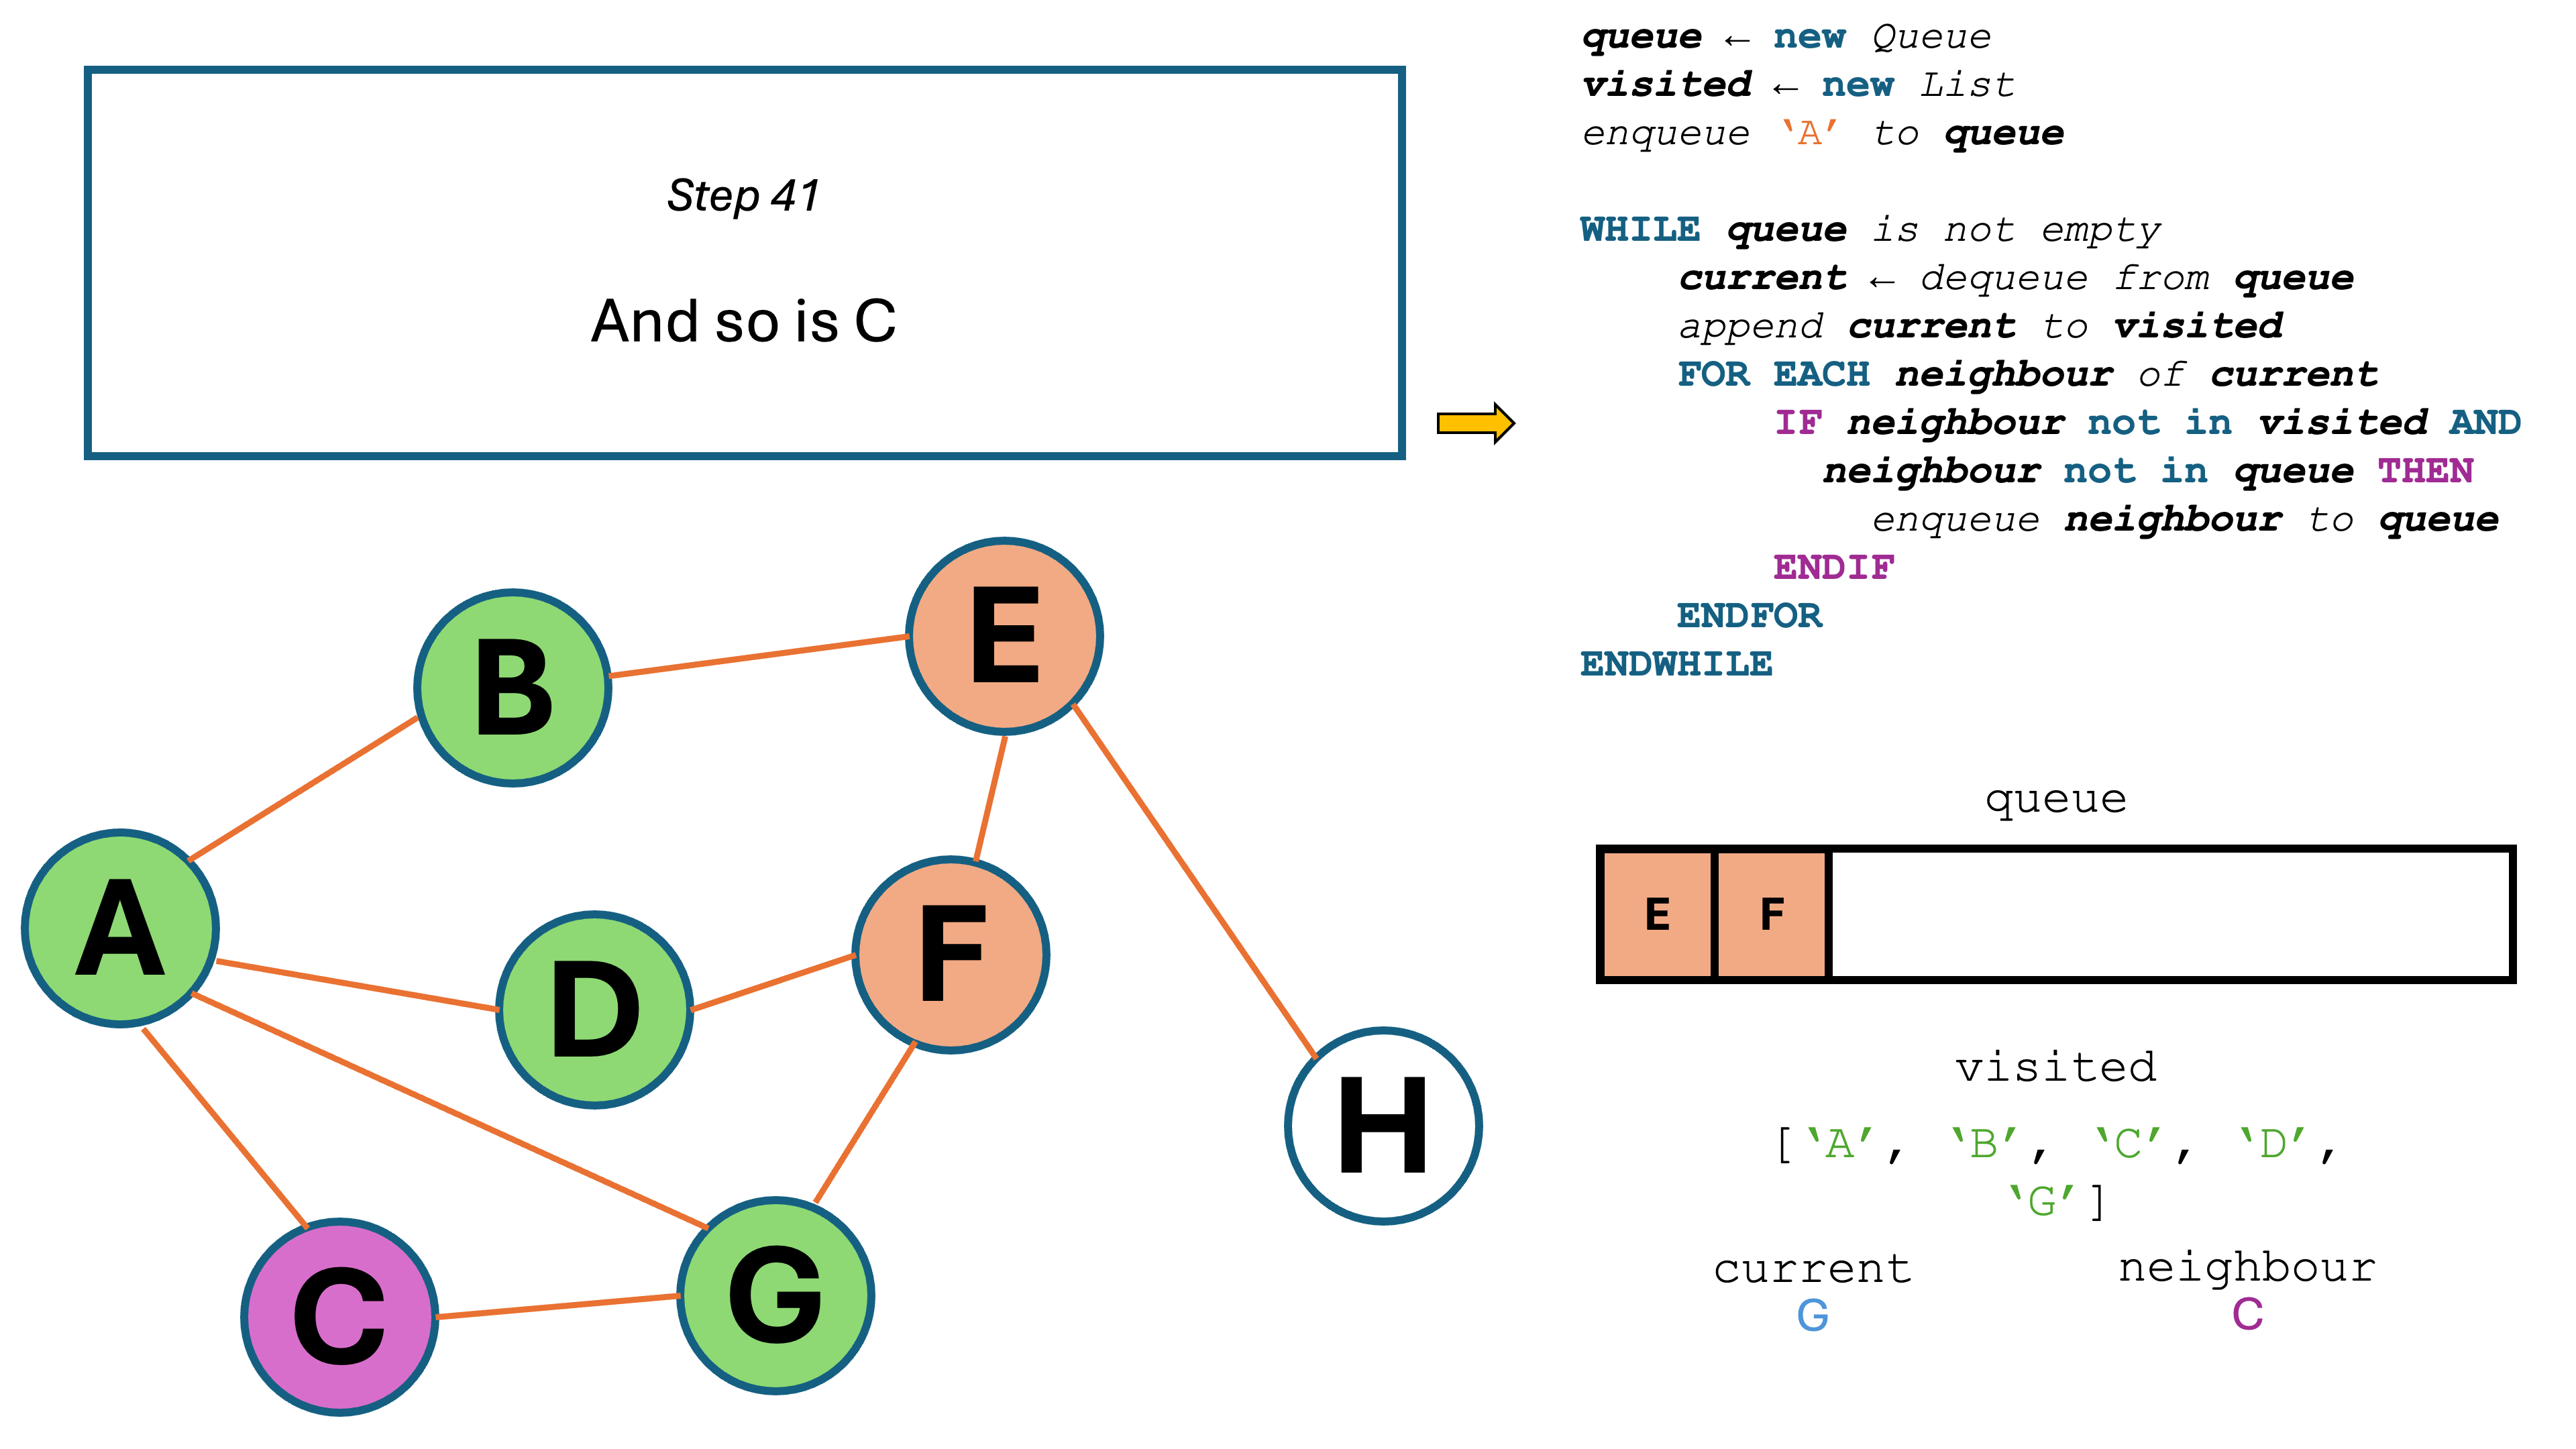 Step 41
And so is C
queue ← new Queue
visited ← new List
enqueue ‘A’ to queue
WHILE queue is not empty
current ← dequeue from queue
append current to visited
FOR EACH neighbour of current
IF neighbour not in visited AND
neighbour not in queue THEN
enqueue neighbour to queue
ENDIF
ENDFOR
ENDWHILE
B
E
A
D
F
H
C
G
queue
E F
visited
[‘A’, ‘B’, ‘C’, ‘D’,
‘G’]
current neighbour
G C